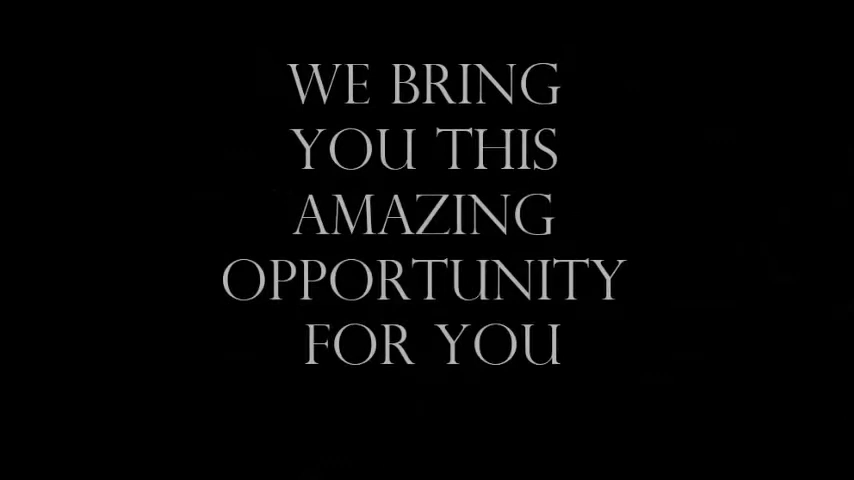 WE BRING
YOU THIS
AMAZING
OPPORTUNITY
FOR YOU